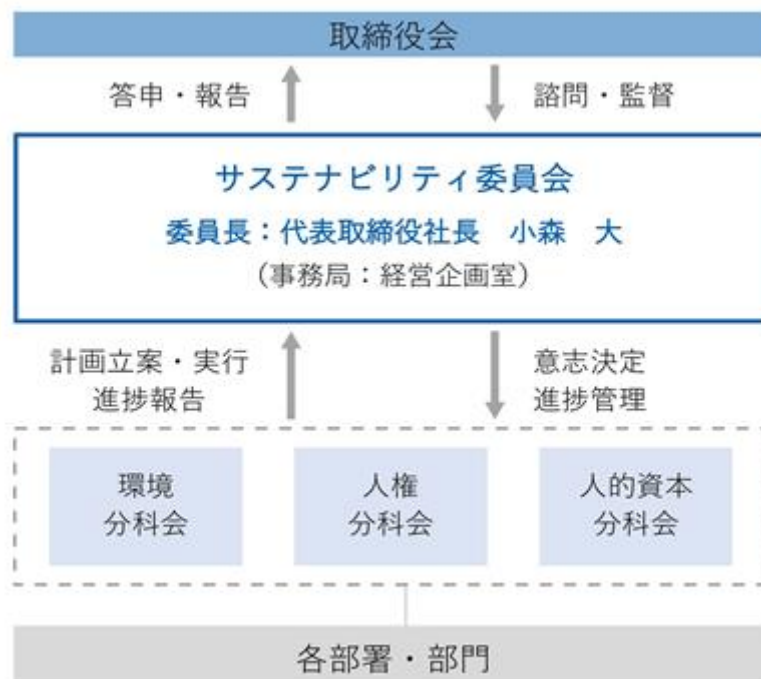 取締役会
答申・報告
諮問・監督
サステナビリティ委員会
委員長：代表取締役社長　小森　大
（事務局：経営企画室）
計画立案・実行
進捗報告
意志決定
進捗管理
環境
分科会
人権
分科会
人的資本
分科会
各部署・部門